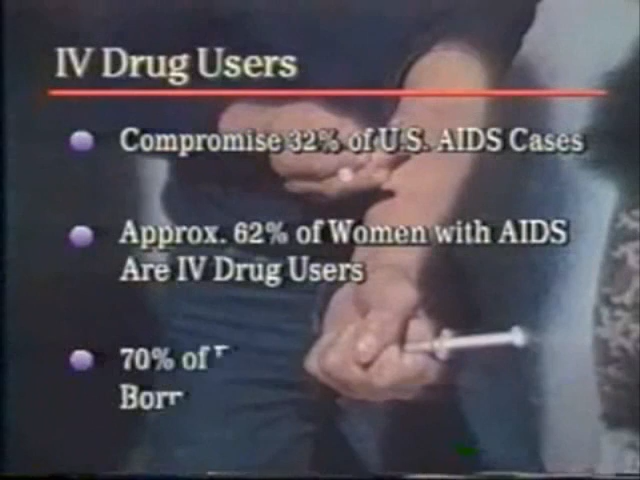 IV Drug Users
Compromise 32% of U.S. AIDS Cases
Approx. 62% of Women with AIDS
Are IV Drug Users
70% of